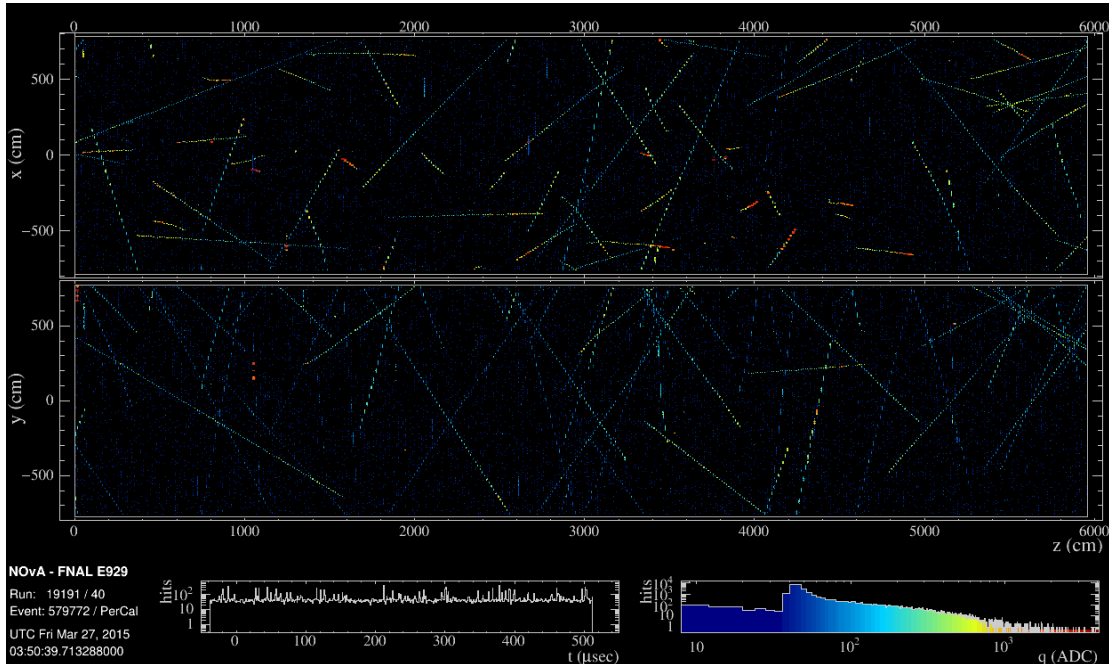 0 1000 2000 3000 4000 5000 6000
500
0
−500
x (cm)
500
0
−500
y (cm)
0 1000 2000 3000 4000 5000 6000
z (cm)
NOvA - FNAL E929
Run: 19191 / 40
Event: 579772 / PerCal
UTC Fri Mar 27, 2015
03:50:39.713288000
hits
10²
10
1
0 100 200 300 400 500
t (μsec)
hits
10⁴
10³
10²
10
1
10 10² 10³
q (ADC)